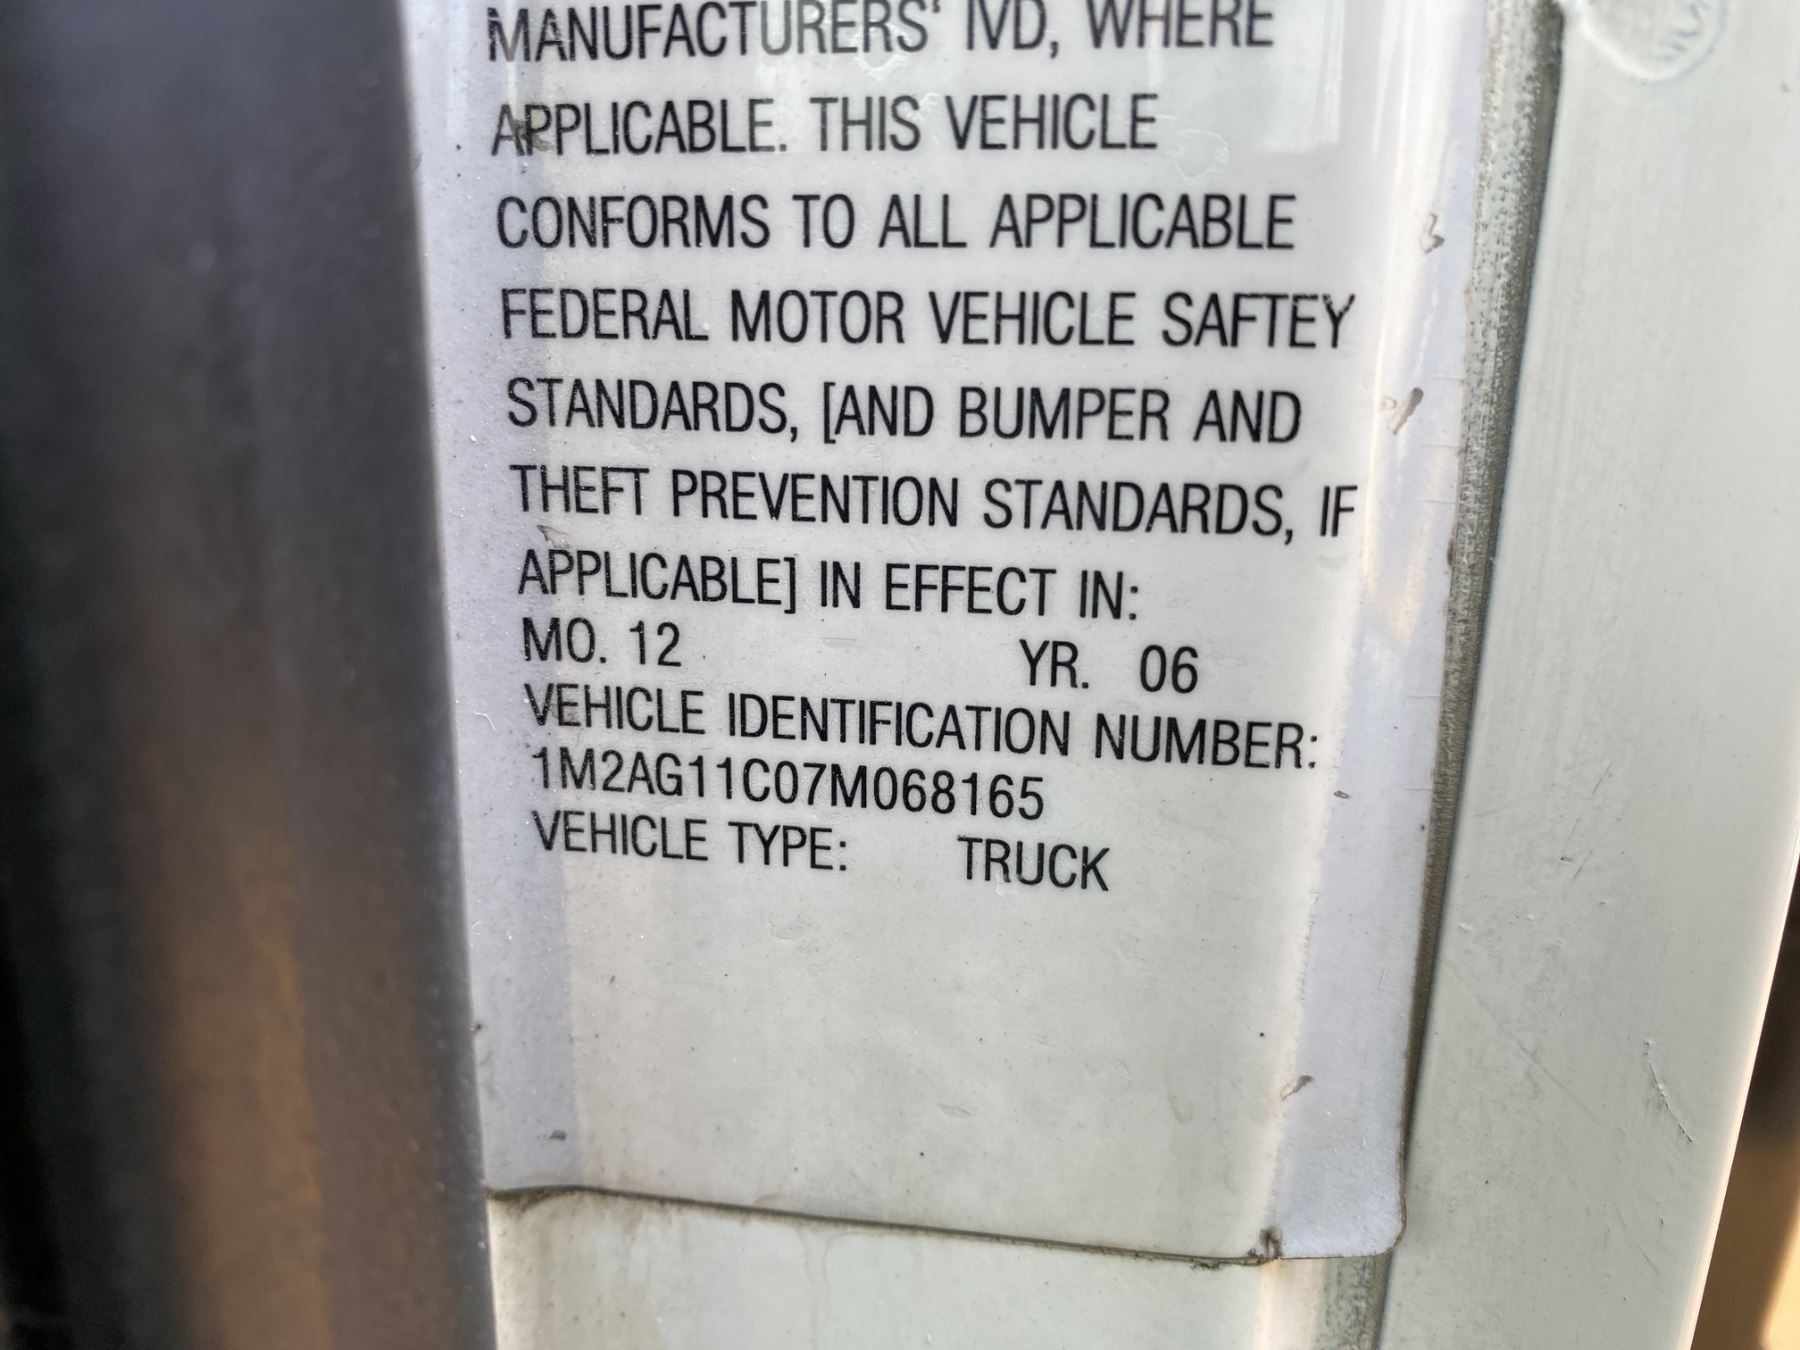 MANUFACTURERS' IVD, WHERE
APPLICABLE. THIS VEHICLE
CONFORMS TO ALL APPLICABLE
FEDERAL MOTOR VEHICLE SAFTEY
STANDARDS, [AND BUMPER AND
THEFT PREVENTION STANDARDS, IF
APPLICABLE] IN EFFECT IN:
MO. 12 YR. 06
VEHICLE IDENTIFICATION NUMBER:
1M2AG11C07M068165
VEHICLE TYPE: TRUCK